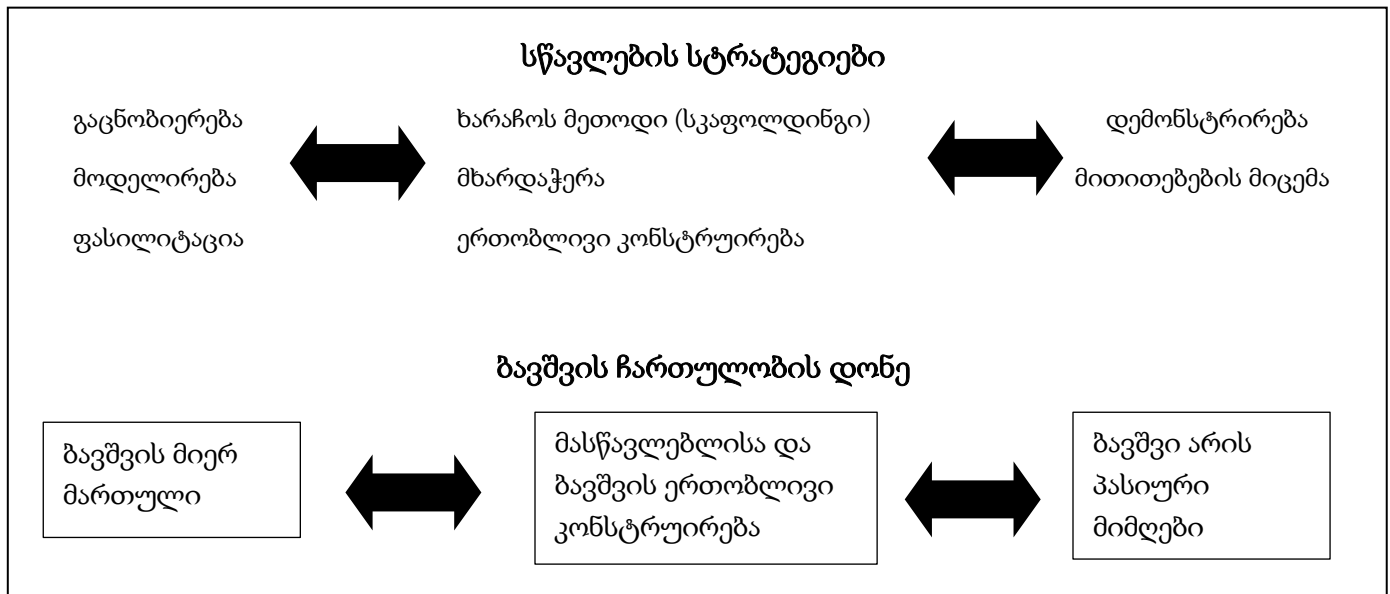 სწავლების სტრატეგიები
გაცნობიერება
მოდელირება
ფასილიტაცია
ხარაჩოს მეთოდი (სკაფოლდინგი)
მხარდაჭერა
ერთობლივი კონსტრუირება
დემონსტრირება
მითითებების მიცემა
ბავშვის ჩართულობის დონე
ბავშვის მიერ
მართული
მასწავლებლისა და
ბავშვის ერთობლივი
კონსტრუირება
ბავშვი არის
პასიური
მიმღები